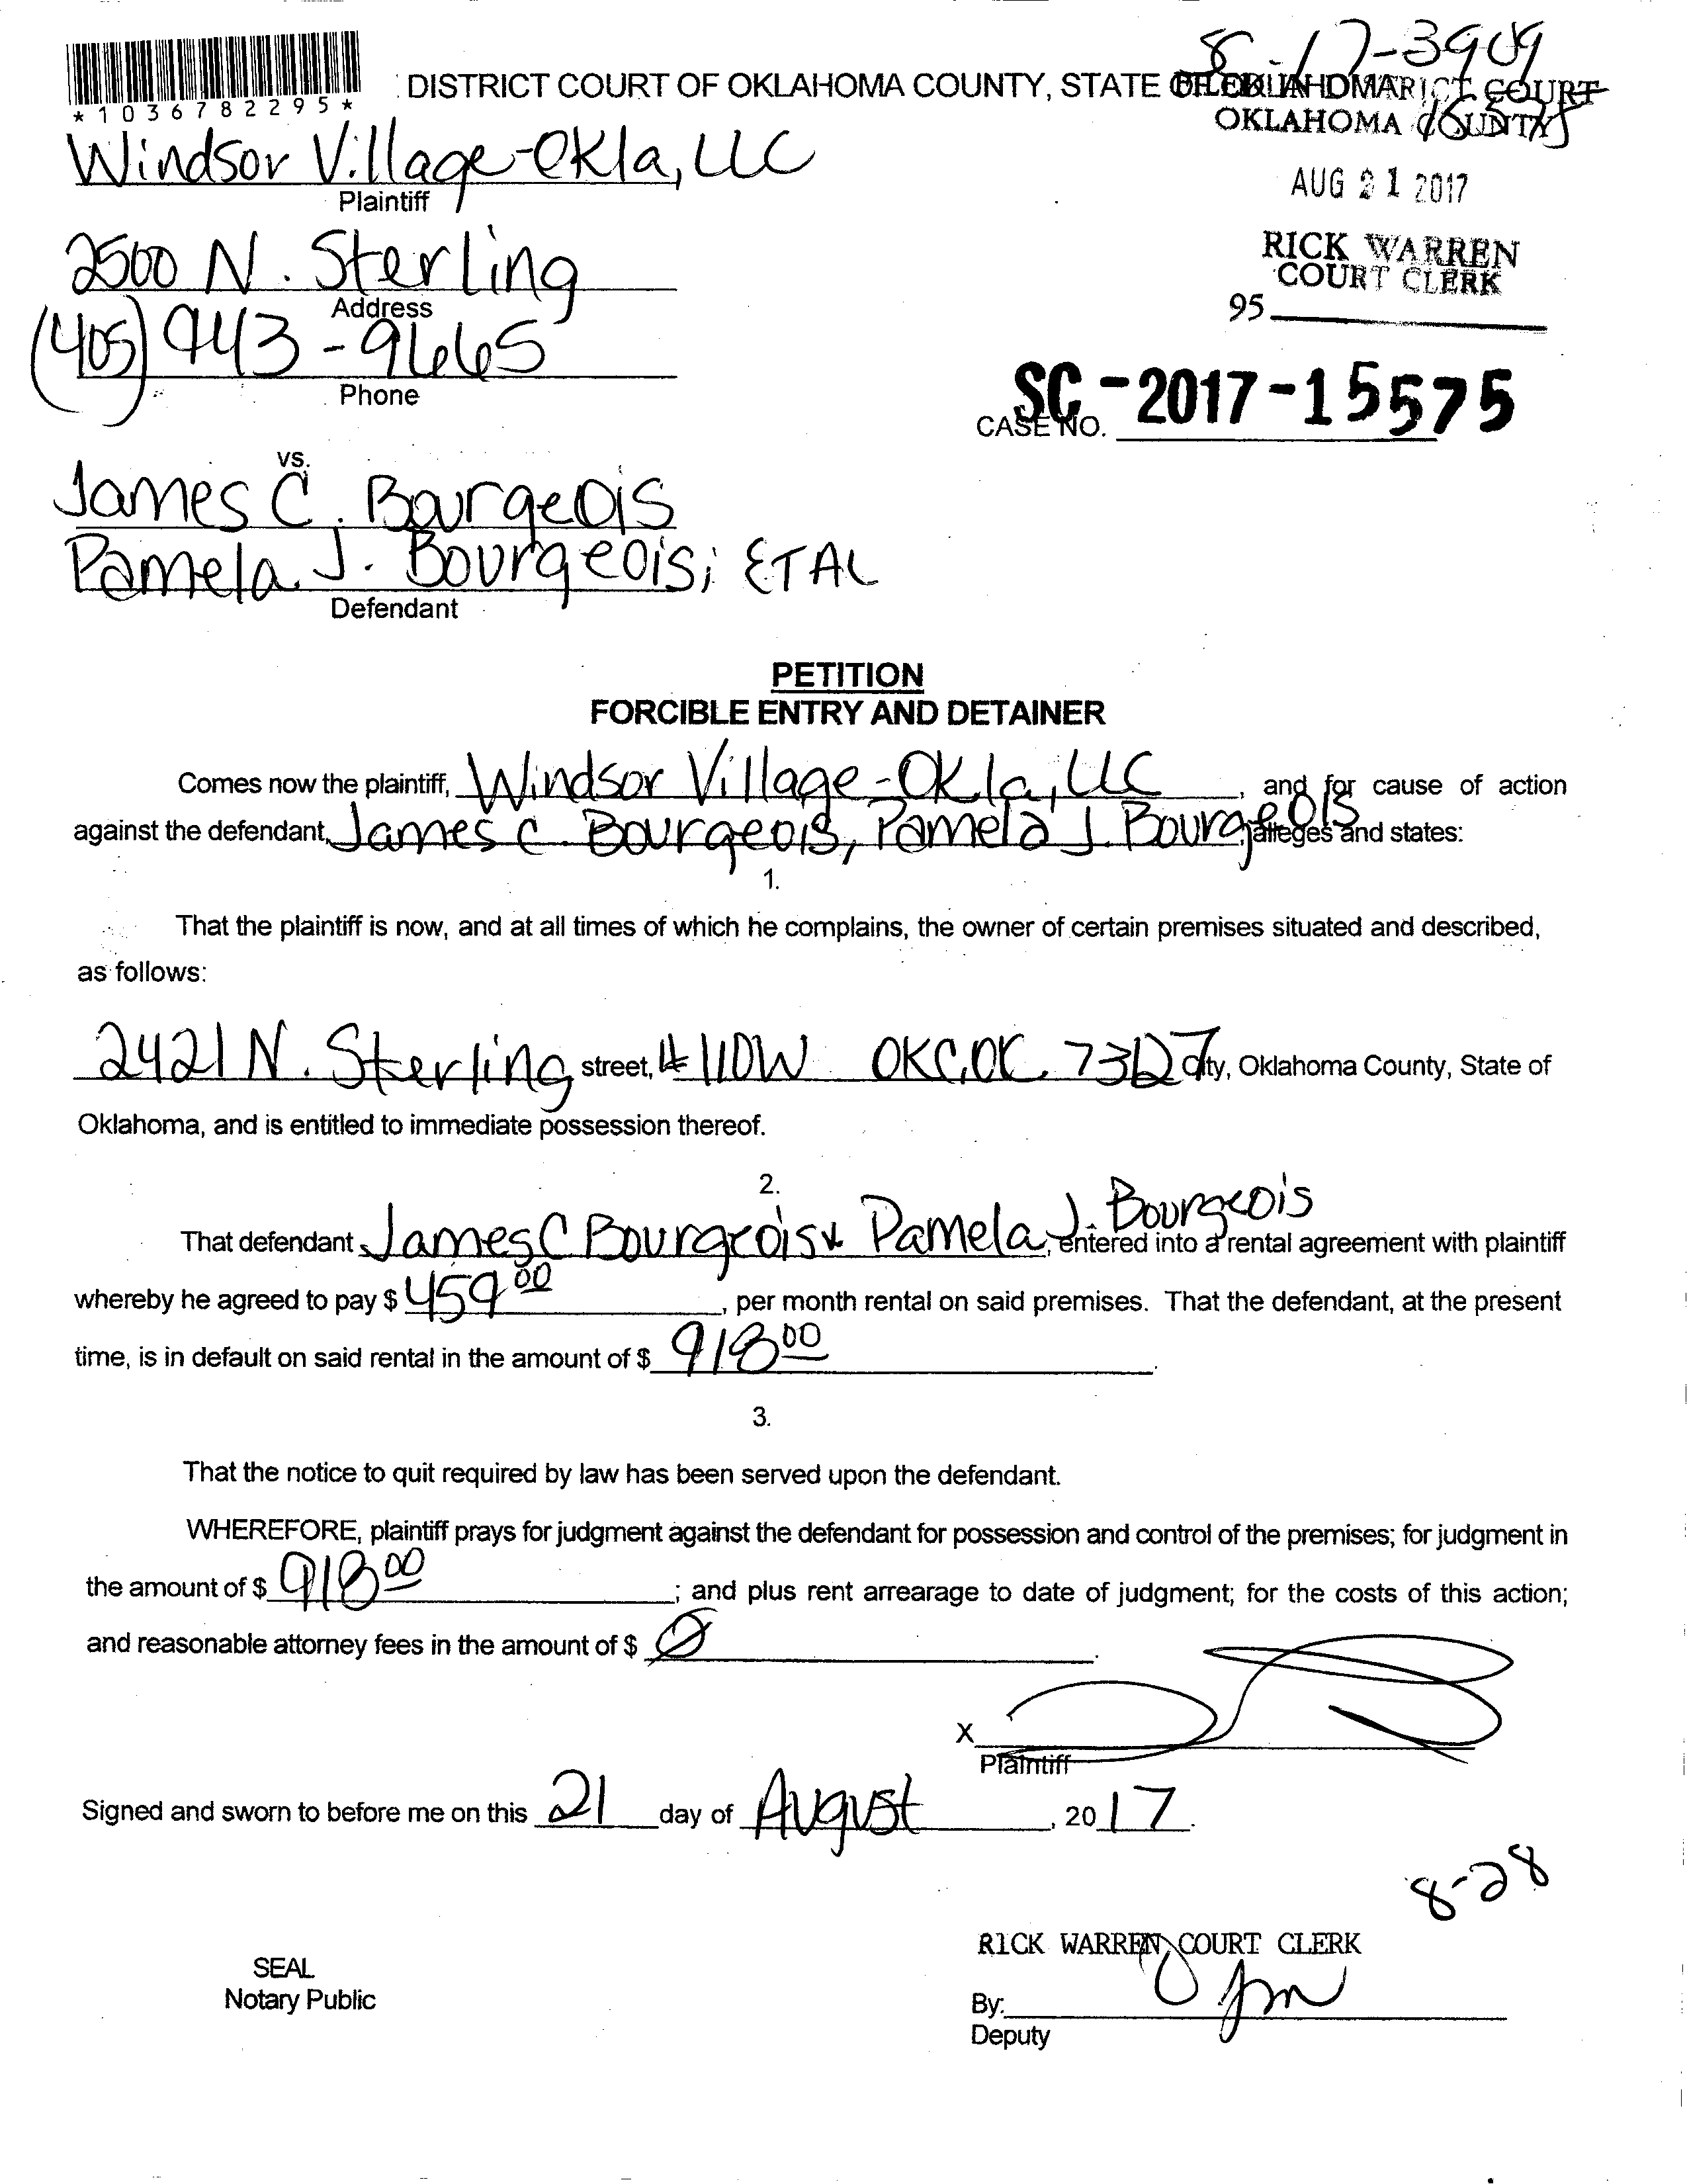 8-17-3909
DISTRICT COURT OF OKLAHOMA COUNTY, STATE OF OKLAHOMA
FILED IN DISTRICT COURT
OKLAHOMA COUNTY
15575
*1036782295*
Windsor Village-Okla, LLC
Plaintiff
AUG 21 2017
2500 N. Sterling
Address
RICK WARREN
COURT CLERK
95
(405) 943-9665
Phone
CASE NO. SC-2017-15575
vs.
James C. Bourgeois
Pamela J. Bourgeois; ETAL
Defendant
PETITION
FORCIBLE ENTRY AND DETAINER
Comes now the plaintiff, Windsor Village-Okla, LLC, and for cause of action
against the defendant, James C. Bourgeois, Pamela J. Bourgeois, alleges and states:
1.
That the plaintiff is now, and at all times of which he complains, the owner of certain premises situated and described,
as follows:
2421 N. Sterling street, # 110W OKC, OK 73127 City, Oklahoma County, State of
Oklahoma, and is entitled to immediate possession thereof.
2.
That defendant James C Bourgeois & Pamela J. Bourgeois, entered into a rental agreement with plaintiff
whereby he agreed to pay $ 459 00, per month rental on said premises. That the defendant, at the present
time, is in default on said rental in the amount of $ 918 00.
3.
That the notice to quit required by law has been served upon the defendant.
WHEREFORE, plaintiff prays for judgment against the defendant for possession and control of the premises; for judgment in
the amount of $ 918 00; and plus rent arrearage to date of judgment; for the costs of this action;
and reasonable attorney fees in the amount of $ Ø.
X
Plaintiff
Signed and sworn to before me on this 21 day of August, 2017.
8-28
RICK WARREN, COURT CLERK
SEAL
Notary Public
By:
Deputy